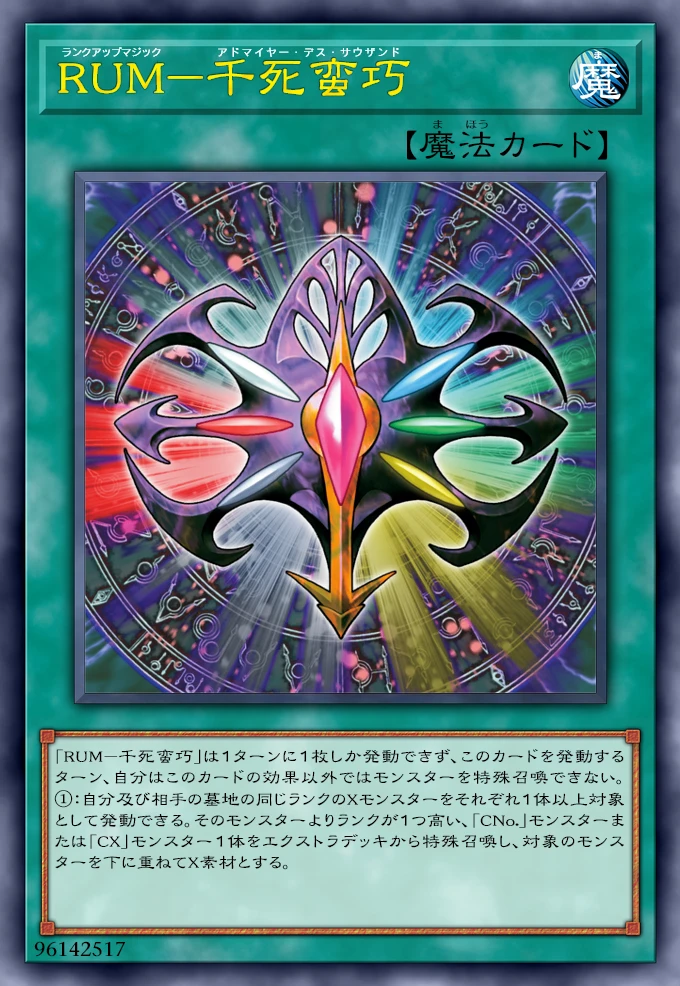 ランクアップマジック アドマイヤー・デス・サウザンド
RUM－千死蛮巧
ま
魔
ま ほう
【魔法カード】
「RUM－千死蛮巧」は１ターンに１枚しか発動できず、このカードを発動する
ターン、自分はこのカードの効果以外ではモンスターを特殊召喚できない。
①：自分及び相手の墓地の同じランクのXモンスターをそれぞれ１体以上対象
として発動できる。そのモンスターよりランクが１つ高い、「CNo.」モンスターま
たは「CX」モンスター１体をエクストラデッキから特殊召喚し、対象のモンス
ターを下に重ねてX素材とする。
96142517